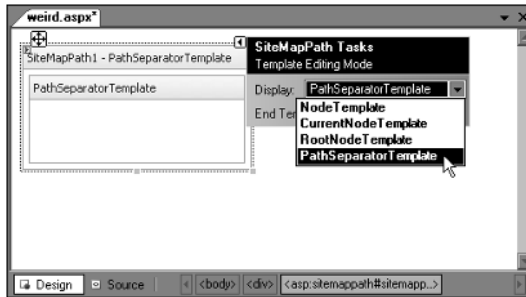 weird.aspx*
SiteMapPath1 - PathSeparatorTemplate
PathSeparatorTemplate
SiteMapPath Tasks
Template Editing Mode
Display: PathSeparatorTemplate
End Tem
NodeTemplate
CurrentNodeTemplate
RootNodeTemplate
PathSeparatorTemplate
Design Source <body> <div> <asp:sitemappath#sitemapp...>